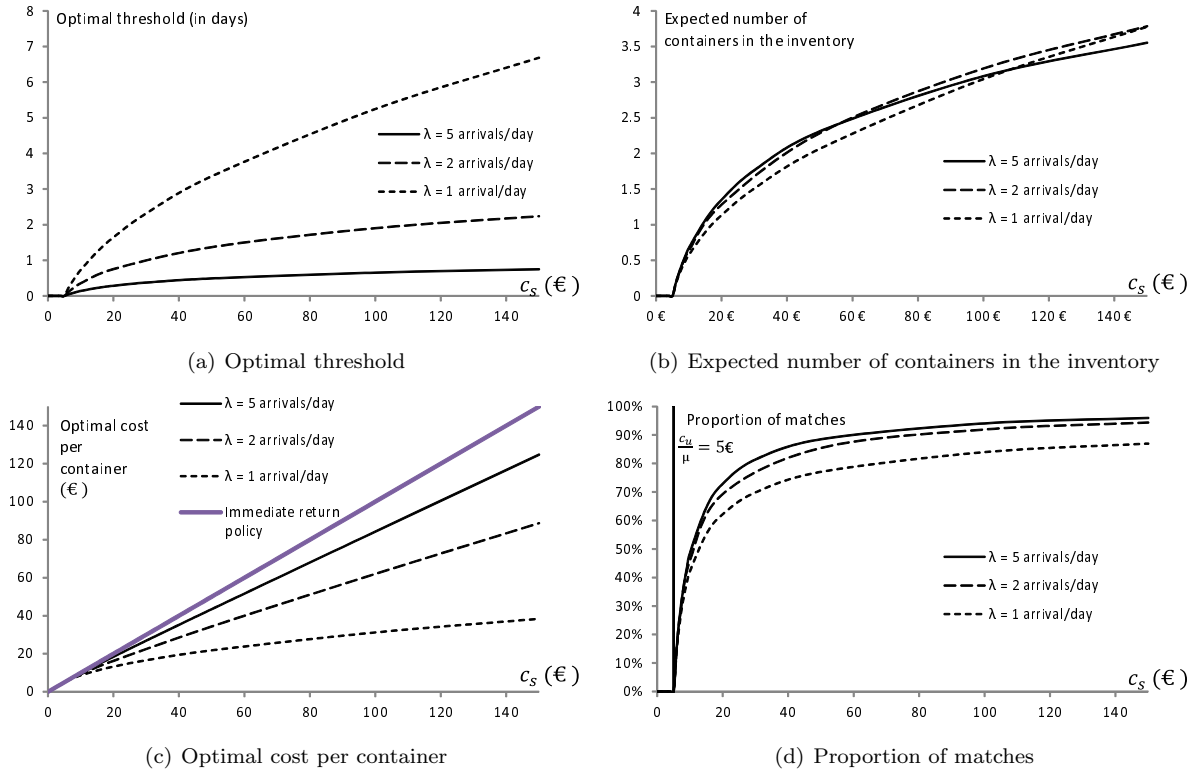 Optimal threshold (in days)
8
7
6
5
4
3
2
1
0
λ = 5 arrivals/day
λ = 2 arrivals/day
λ = 1 arrival/day
c_s (€)
0 20 40 60 80 100 120 140
(a) Optimal threshold
Expected number of
containers in the inventory
4
3.5
3
2.5
2
1.5
1
0.5
0
λ = 5 arrivals/day
λ = 2 arrivals/day
λ = 1 arrival/day
c_s (€)
0 € 20 € 40 € 60 € 80 € 100 € 120 € 140 €
(b) Expected number of containers in the inventory
Optimal cost
per
container
(€)
λ = 5 arrivals/day
λ = 2 arrivals/day
λ = 1 arrivals/day
Immediate return
policy
140
120
100
80
60
40
20
0
c_s (€)
0 20 40 60 80 100 120 140
(c) Optimal cost per container
Proportion of matches
c_u/μ = 5€
100%
90%
80%
70%
60%
50%
40%
30%
20%
10%
0%
λ = 5 arrivals/day
λ = 2 arrivals/day
λ = 1 arrival/day
c_s (€)
0 20 40 60 80 100 120 140
(d) Proportion of matches